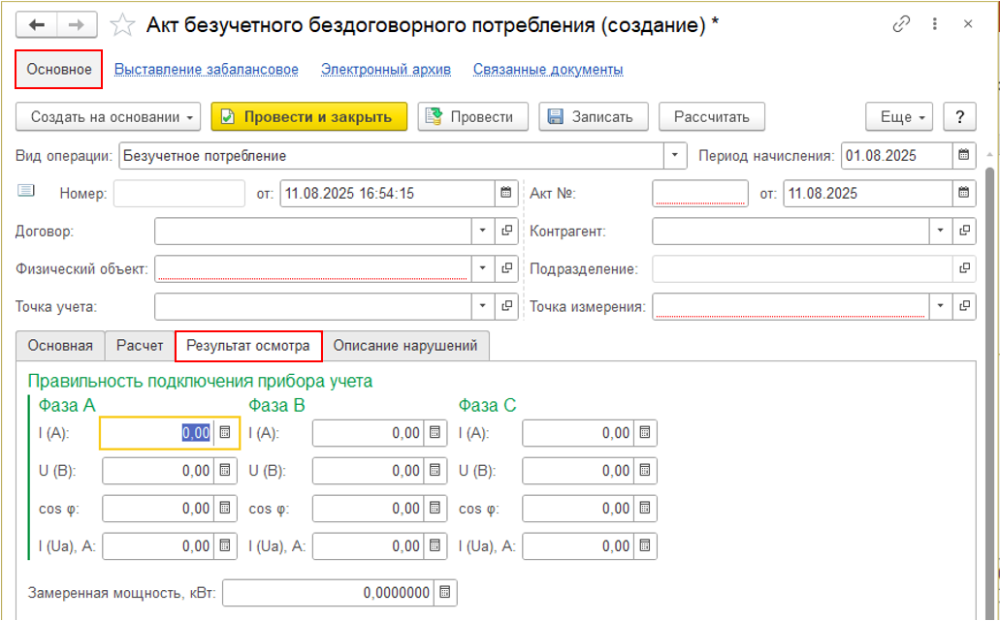 Акт безучетного бездоговорного потребления (создание) *
Основное Выставление забалансовое Электронный архив Связанные документы
Создать на основании Провести и закрыть Провести Записать Рассчитать Еще ?
Вид операции: Безучетное потребление Период начисления: 01.08.2025
Номер: от: 11.08.2025 16:54:15 Акт №: от: 11.08.2025
Договор: Контрагент:
Физический объект: Подразделение:
Точка учета: Точка измерения:
Основная Расчет Результат осмотра Описание нарушений
Правильность подключения прибора учета
Фаза А Фаза В Фаза С
I (А): 0,00 I (А): 0,00 I (А): 0,00
U (В): 0,00 U (В): 0,00 U (В): 0,00
cos φ: 0,00 cos φ: 0,00 cos φ: 0,00
I (Ua), А: 0,00 I (Ua), А: 0,00 I (Ua), А: 0,00
Замеренная мощность, кВт: 0,0000000